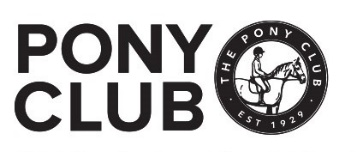 PONY
CLUB
THE PONY CLUB
· EST 1929 ·